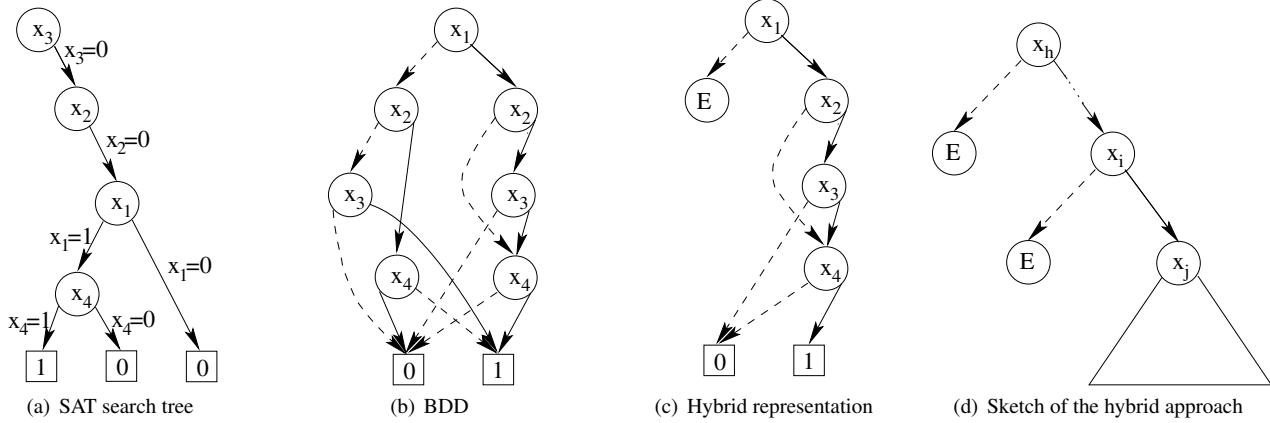 x3
x3=0
x2
x2=0
x1
x1=1
x1=0
x4
x4=1
x4=0
1
0
0
(a) SAT search tree
x1
x2
x2
x3
x3
x4
x4
0
1
(b) BDD
x1
E
x2
x3
x4
0
1
(c) Hybrid representation
xh
E
xi
E
xj
(d) Sketch of the hybrid approach